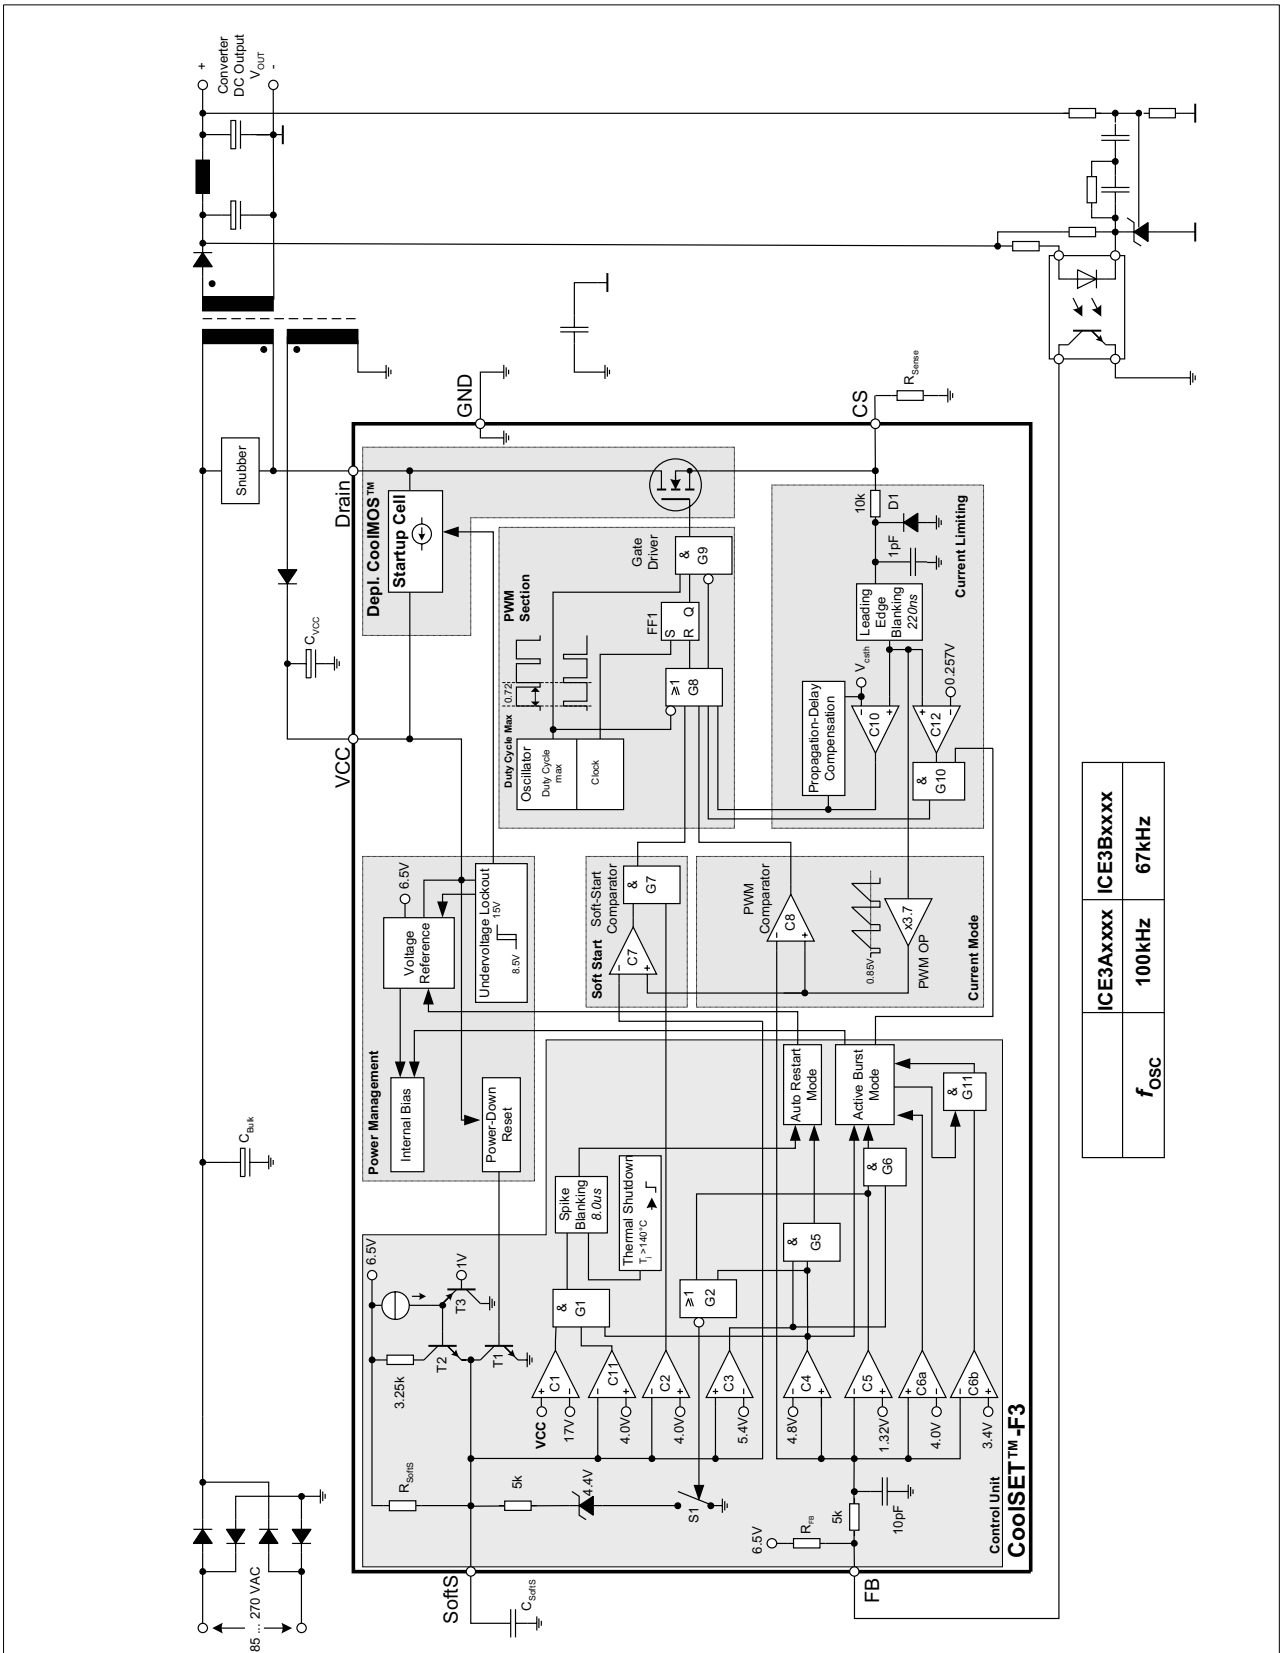 +
Converter
DC Output
V_OUT
-
Snubber
Drain
GND
CS
R_Sense
C_VCC
VCC
C_Bulk
85 ... 270 VAC
Depl. CoolMOS™
Startup Cell
Gate
Driver
&
G9
PWM
Section
FF1
S
R Q
≥1
G8
0.72
Duty Cycle Max
Oscillator
Duty Cycle
max
Clock
10k
D1
1pF
Leading
Edge
Blanking
220ns
Current Limiting
V_csth
0.257V
Propagation-Delay
Compensation
C10
C12
&
G10
- + + -
Power Management
Internal Bias
Voltage
Reference
6.5V
Undervoltage Lockout
15V
8.5V
Power-Down
Reset
Soft Start
Soft-Start
Comparator
C7
- +
&
G7
PWM
Comparator
C8
- +
0.85V
x3.7
PWM OP
Current Mode
Auto Restart
Mode
Active Burst
Mode
&
G11
&
G6
Spike
Blanking
8.0us
Thermal Shutdown
Tj >140°C
&
G5
&
G1
≥1
G2
6.5V
3.25k
T2
T3
1V
T1
C1
C11
C2
C3
C4
C5
C6a
C6b
+ -
- +
- +
+ -
- +
- +
+ -
- +
VCC
17V
4.0V
4.0V
5.4V
4.8V
1.32V
4.0V
3.4V
R_SoftS
5k
4.4V
S1
6.5V
R_FB
5k
10pF
Control Unit
CoolSET™-F3
SoftS
C_SoftS
FB
ICE3Axxxx ICE3Bxxxx
f_OSC 100kHz 67kHz